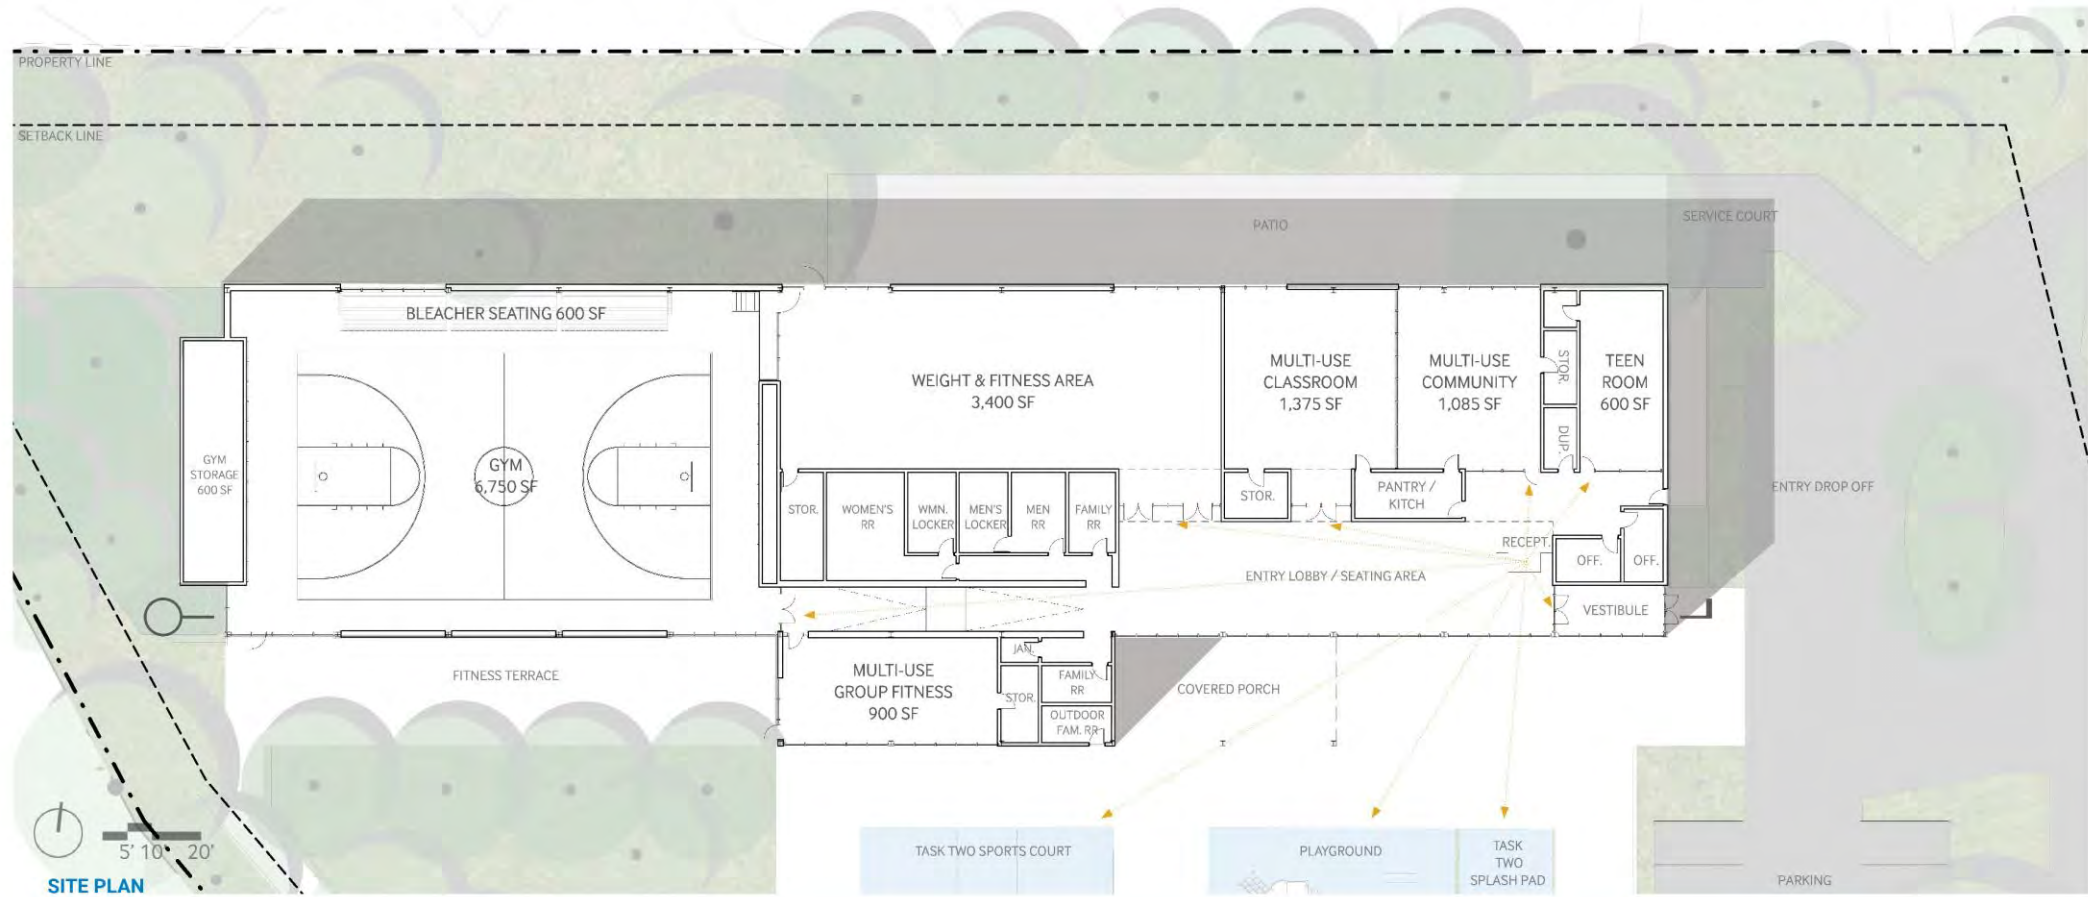 PROPERTY LINE
SETBACK LINE
PATIO
SERVICE COURT
BLEACHER SEATING 600 SF
GYM
STORAGE
600 SF
GYM
6,750 SF
WEIGHT & FITNESS AREA
3,400 SF
MULTI-USE
CLASSROOM
1,375 SF
MULTI-USE
COMMUNITY
1,085 SF
STOR.
DUP.
TEEN
ROOM
600 SF
ENTRY DROP OFF
STOR.
WOMEN'S
RR
WMN.
LOCKER
MEN'S
LOCKER
MEN
RR
FAMILY
RR
STOR.
PANTRY /
KITCH
RECEPT.
OFF.
OFF.
ENTRY LOBBY / SEATING AREA
VESTIBULE
FITNESS TERRACE
MULTI-USE
GROUP FITNESS
900 SF
JAN.
STOR.
FAMILY
RR
OUTDOOR
FAM. RR
COVERED PORCH
TASK TWO SPORTS COURT
PLAYGROUND
TASK
TWO
SPLASH PAD
PARKING
5' 10' 20'
SITE PLAN